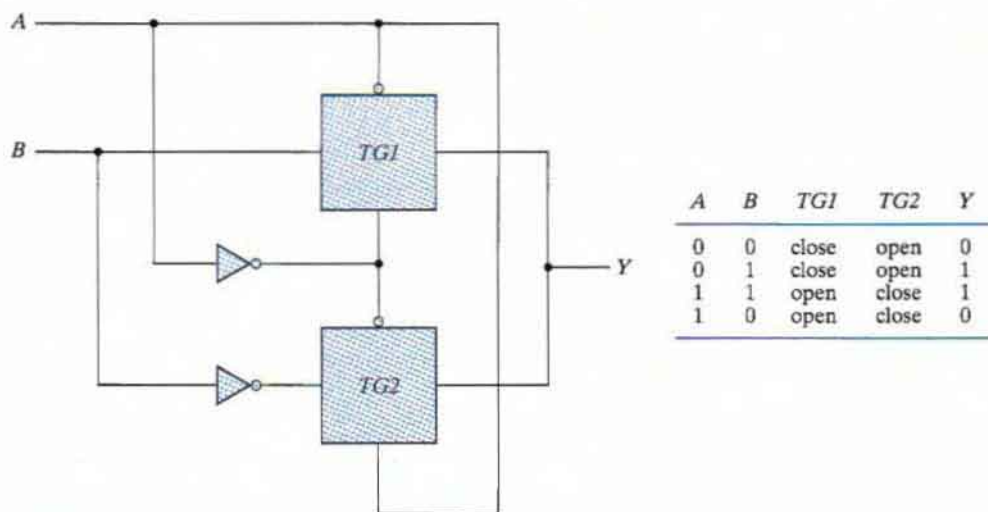 A
B
TG1
TG2
Y
A B TG1 TG2 Y
0 0 close open 0
0 1 close open 1
1 1 open close 1
1 0 open close 0